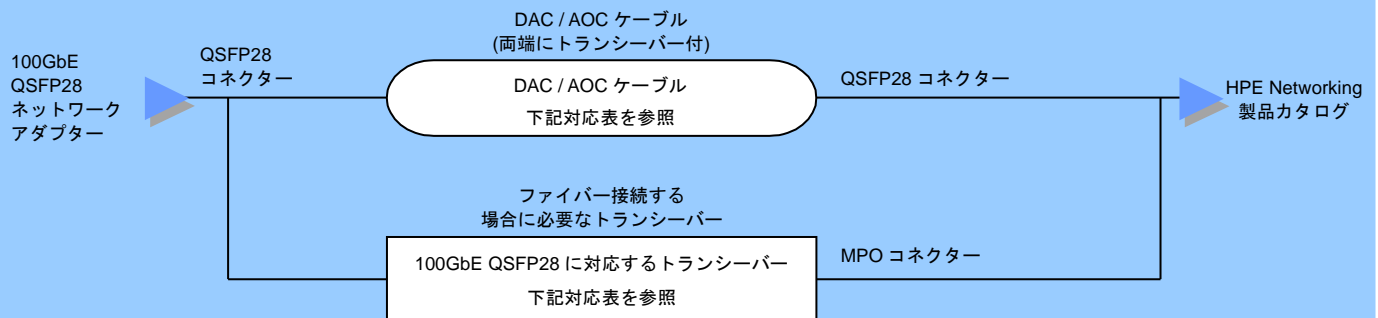 100GbE
QSFP28
ネットワーク
アダプター
QSFP28
コネクター
DAC / AOC ケーブル
(両端にトランシーバー付)
DAC / AOC ケーブル
下記対応表を参照
QSFP28 コネクター
HPE Networking
製品カタログ
ファイバー接続する
場合に必要なトランシーバー
100GbE QSFP28 に対応するトランシーバー
下記対応表を参照
MPO コネクター